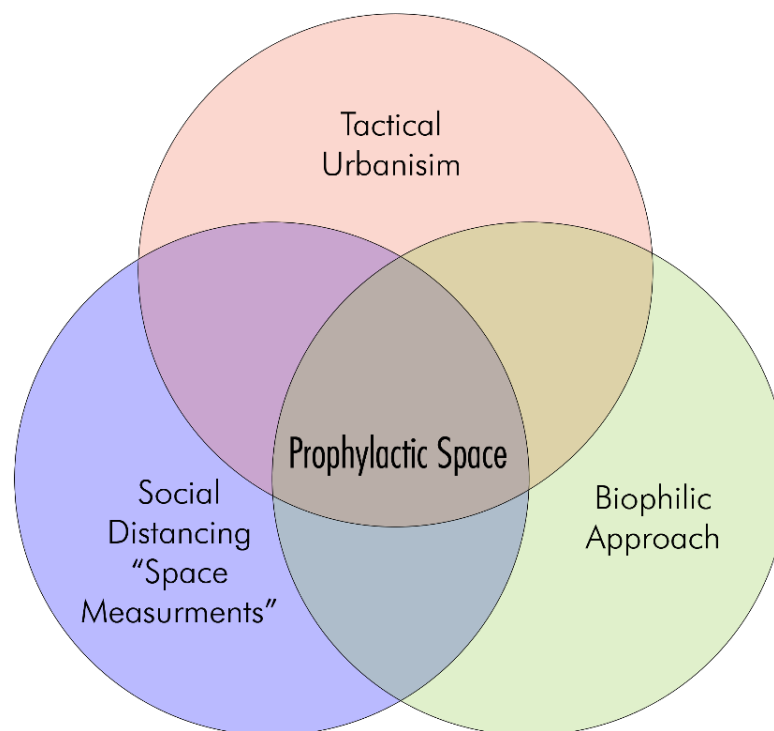 Tactical
Urbanisim
Prophylactic Space
Social
Distancing
“Space
Measurments”
Biophilic
Approach